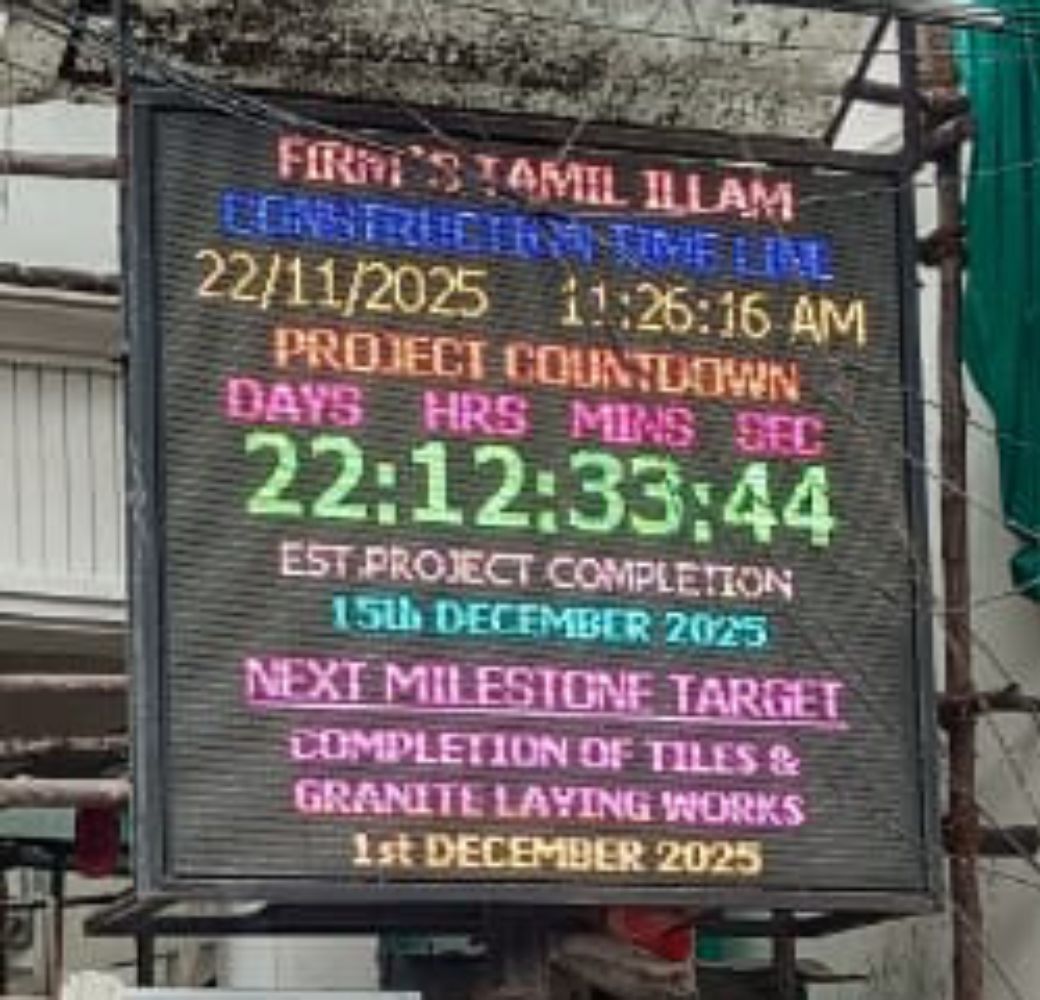 FIRM'S TAMIL ILLAM
CONSTRUCTION TIME LINE
22/11/2025 11:26:16 AM
PROJECT COUNTDOWN
DAYS HRS MINS SEC
22:12:33:44
EST.PROJECT COMPLETION
15th DECEMBER 2025
NEXT MILESTONE TARGET
COMPLETION OF TILES &
GRANITE LAYING WORKS
1st DECEMBER 2025